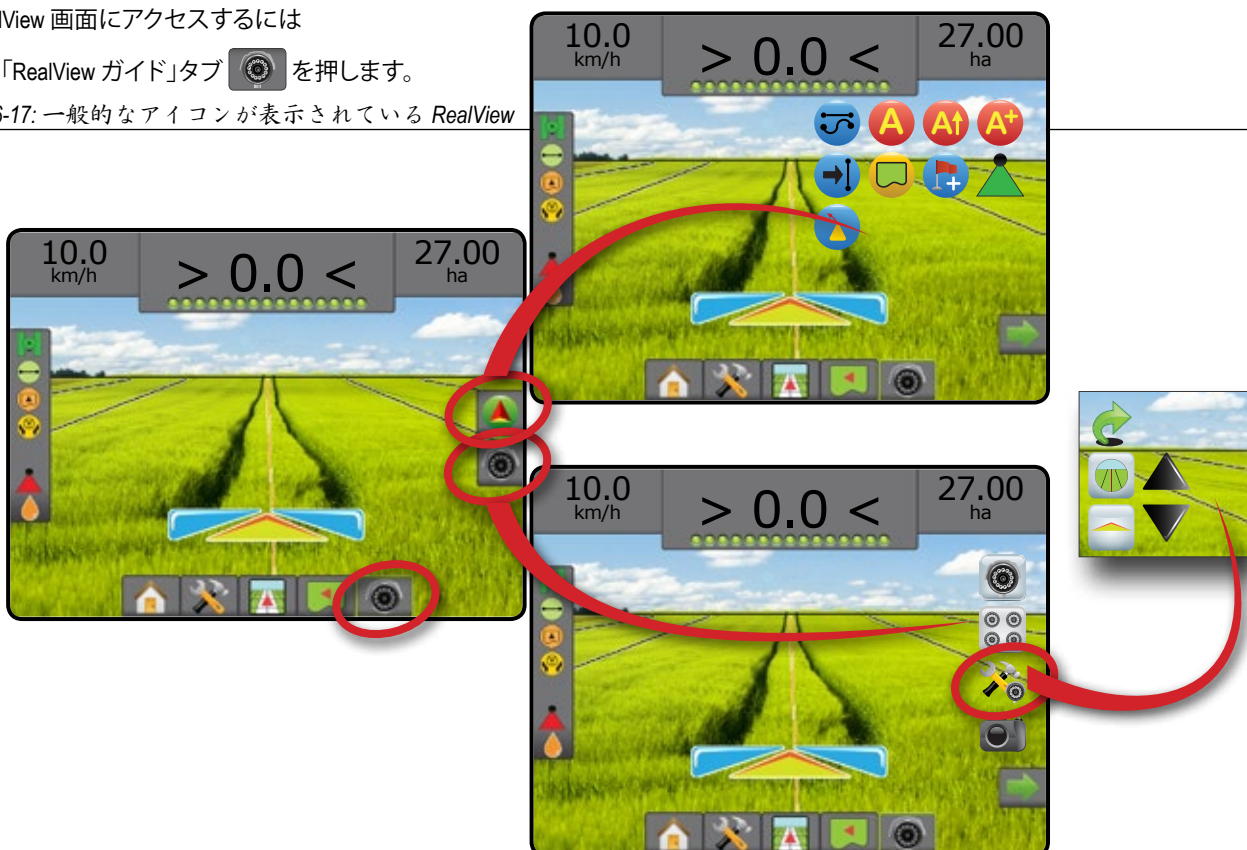 lView 画面にアクセスするには
「RealView ガイド」タブ を押します。
6-17: 一般的なアイコンが表示されている RealView
10.0
km/h
> 0.0 <
27.00
ha
A
A
A+
10.0
km/h
> 0.0 <
27.00
ha
10.0
km/h
> 0.0 <
27.00
ha